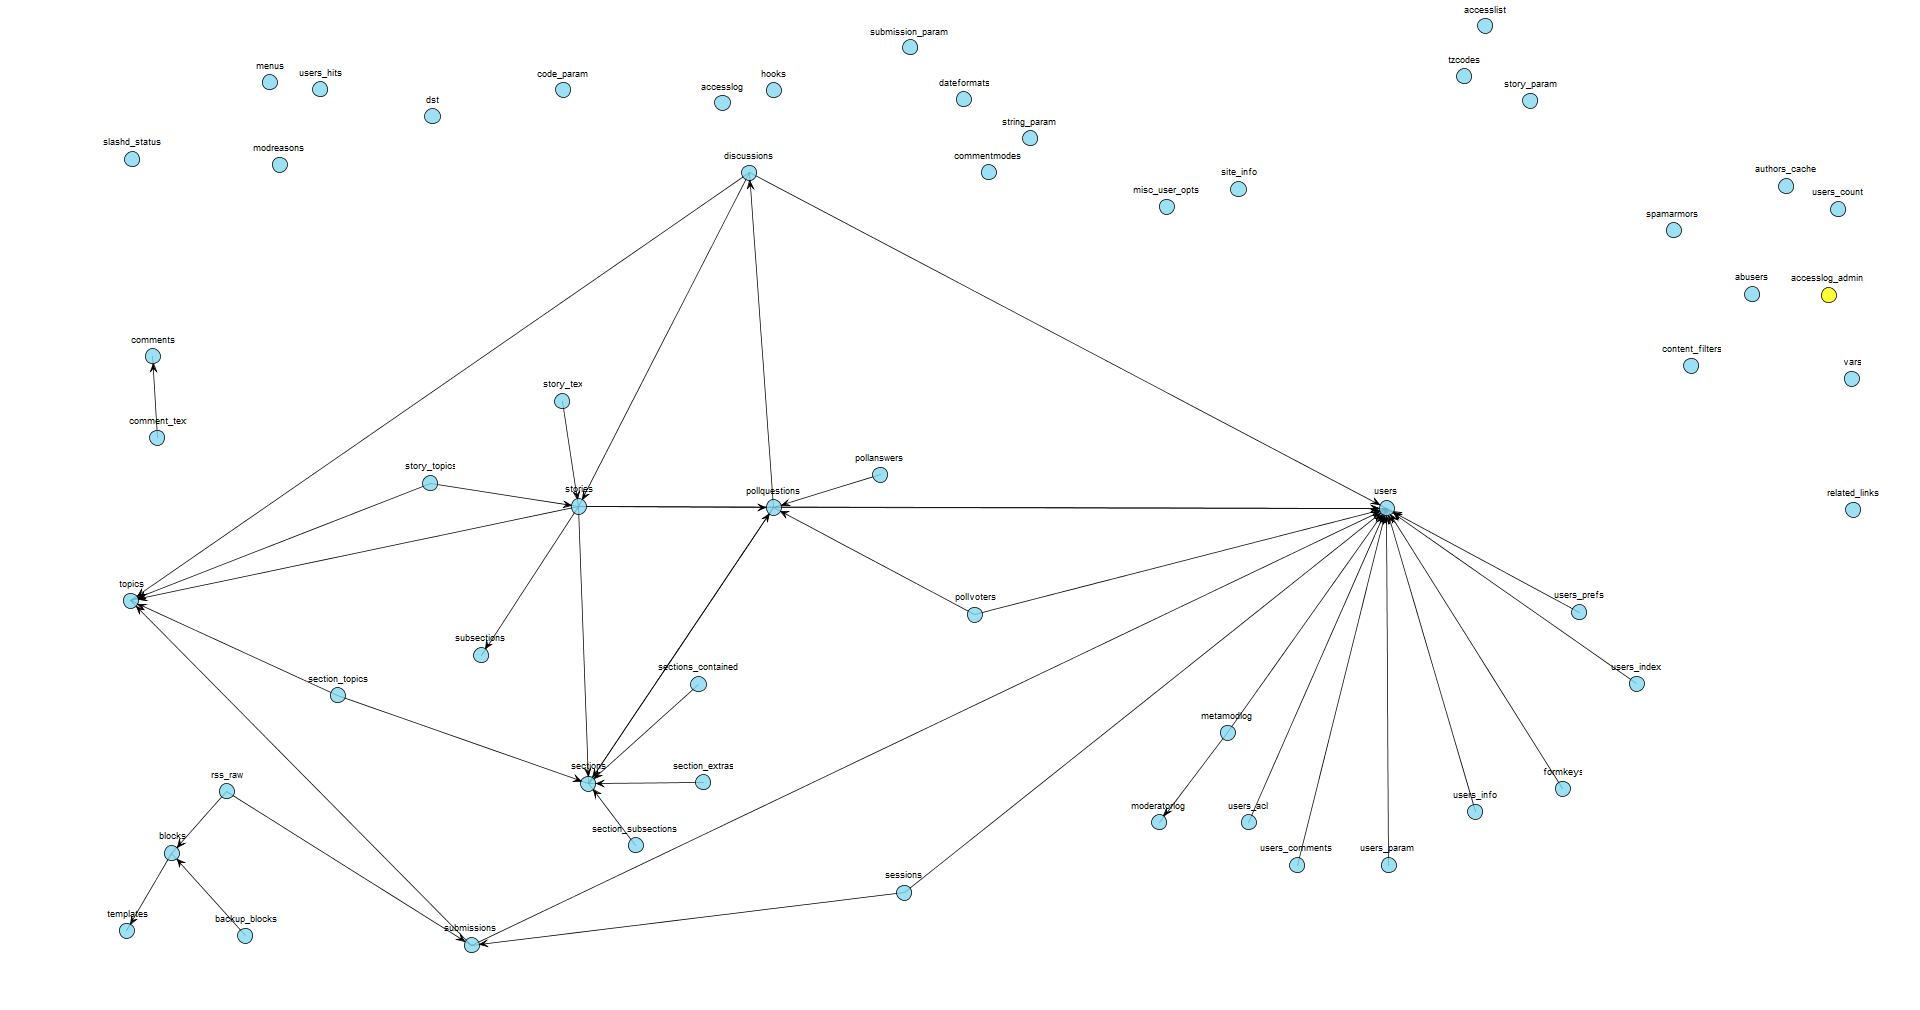 accesslist
submission_param
tzcodes
menus
users_hits
code_param
hooks
accesslog
dateformats
story_param
dst
string_param
slashd_status
modreasons
discussions
commentmodes
authors_cache
site_info
misc_user_opts
users_count
spamarmors
abusers
accesslog_admin
comments
content_filters
vars
story_tex
comment_tex
story_topics
pollanswers
stories
pollquestions
users
related_links
topics
pollvoters
users_prefs
subsections
sections_contained
users_index
section_topics
metamodlog
sections
section_extras
rss_raw
formkeys
users_info
moderatorlog
users_acl
blocks
section_subsections
users_comments
users_param
sessions
templates
backup_blocks
submissions